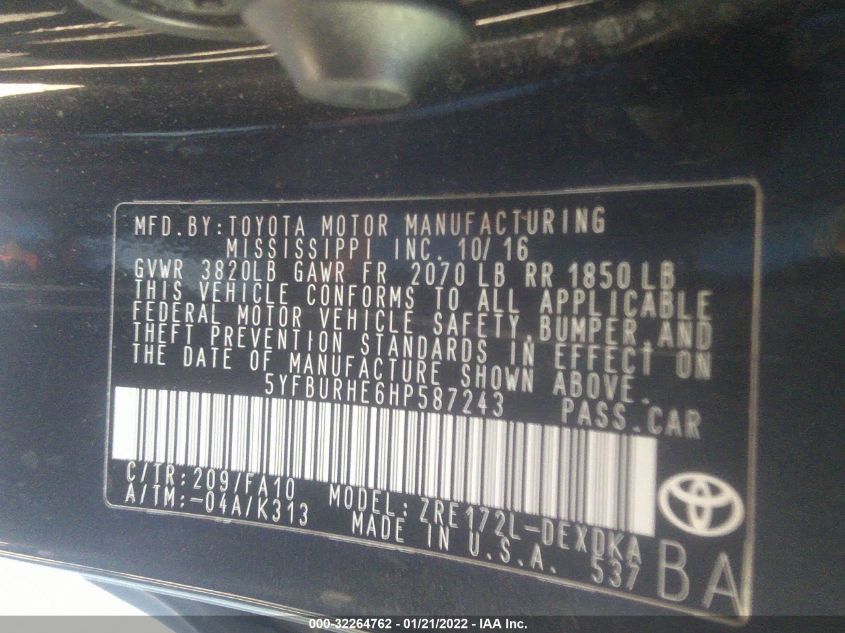 MFD.BY:TOYOTA MOTOR MANUFACTURING
MISSISSIPPI INC. 10/16
GVWR 3820LB GAWR FR 2070 LB RR 1850 LB
THIS VEHICLE CONFORMS TO ALL APPLICABLE
FEDERAL MOTOR VEHICLE SAFETY, BUMPER, AND
THEFT PREVENTION STANDARDS IN EFFECT ON
THE DATE OF MANUFACTURE SHOWN ABOVE.
5YFBURHE6HP587243 PASS.CAR
C/TR:209/FA10 MODEL: ZRE172L-DEXDKA
A/TM:-04A/K313 MADE IN U.S.A. 537
BA
000-32264762 / 01/21/2022 - IAA Inc.